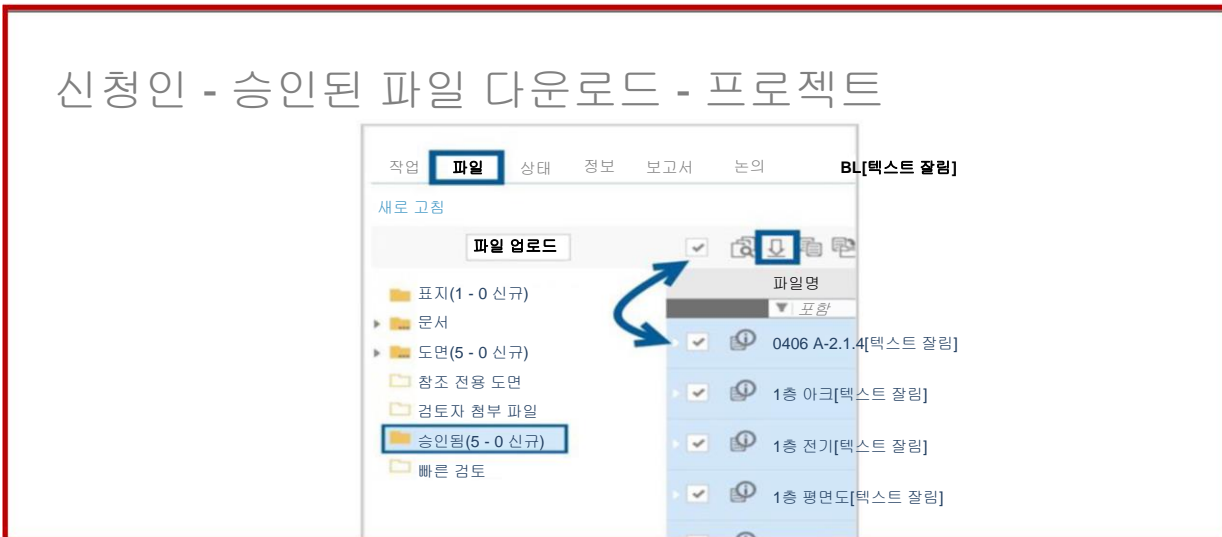 신청인 - 승인된 파일 다운로드 - 프로젝트
작업 파일 상태 정보 보고서 논의 BL[텍스트 잘림]
새로 고침
파일 업로드
파일명
포함
표지(1 - 0 신규)
문서
도면(5 - 0 신규)
참조 전용 도면
검토자 첨부 파일
승인됨(5 - 0 신규)
빠른 검토
0406 A-2.1.4[텍스트 잘림]
1층 아크[텍스트 잘림]
1층 전기[텍스트 잘림]
1층 평면도[텍스트 잘림]